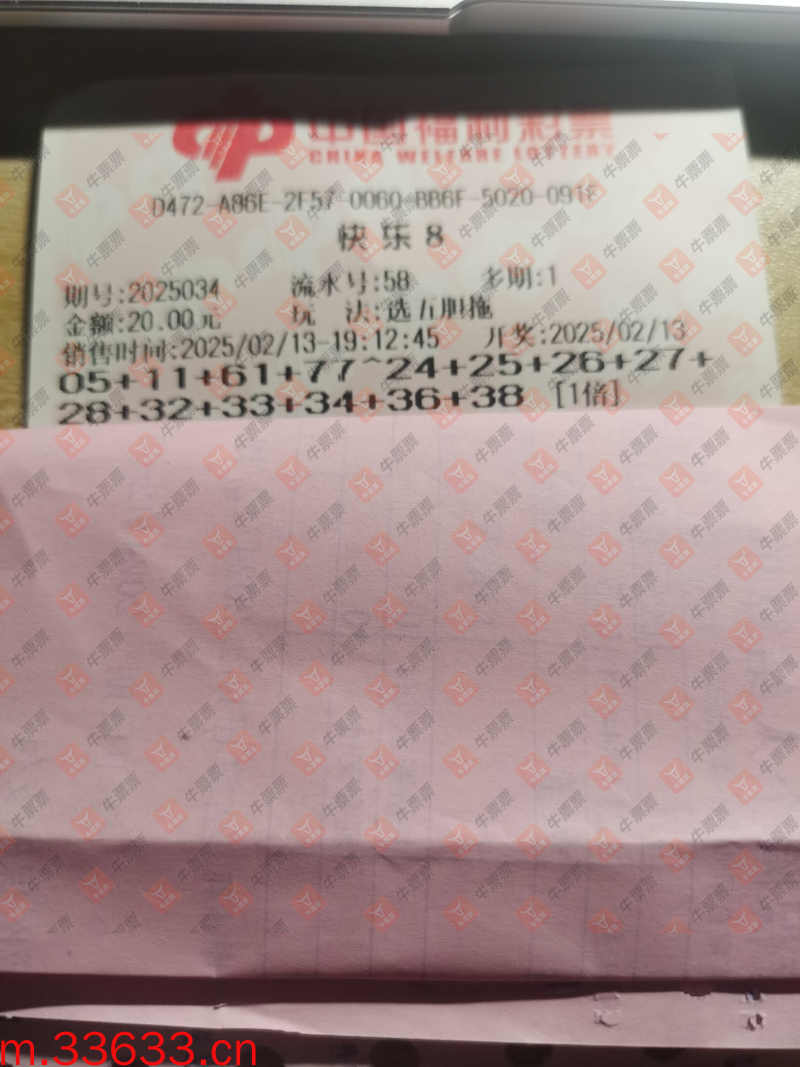 中国福利彩票
CHINA WELFARE LOTTERY
D472-A86E-2F57-0060-BB6F-5020-091F
快乐8
期号:2025034 流水号:58 多期:1
金额:20.00元 玩 法:选五胆拖
销售时间:2025/02/13-19:12:45 开奖:2025/02/13
05+11+61+77^24+25+26+27+
28+32+33+34+36+38 [1倍]
牛票票
m.33633.cn